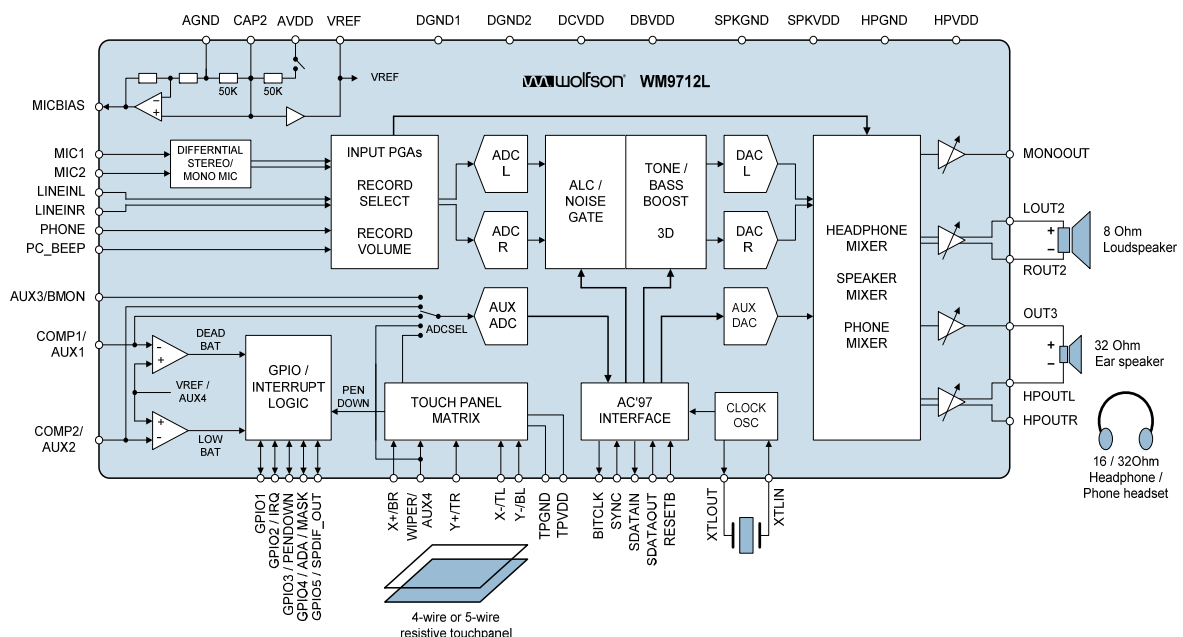 AGND CAP2 AVDD VREF DGND1 DGND2 DCVDD DBVDD SPKGND SPKVDD HPGND HPVDD
VREF
50K 50K
wolfson WM9712L
MICBIAS
MIC1
MIC2
LINEINL
LINEINR
PHONE
PC_BEEP
AUX3/BMON
COMP1/
AUX1
COMP2/
AUX2
DIFFERNTIAL
STEREO/
MONO MIC
INPUT PGAs
RECORD
SELECT
RECORD
VOLUME
ADC
L
ADC
R
ALC /
NOISE
GATE
TONE /
BASS
BOOST
3D
DAC
L
DAC
R
HEADPHONE
MIXER
SPEAKER
MIXER
PHONE
MIXER
MONOOUT
LOUT2
+
–
8 Ohm
Loudspeaker
ROUT2
OUT3
+
–
32 Ohm
Ear speaker
HPOUTL
HPOUTR
16 / 32Ohm
Headphone /
Phone headset
ADCSEL
AUX
ADC
AUX
DAC
DEAD
BAT
VREF /
AUX4
LOW
BAT
GPIO /
INTERRUPT
LOGIC
PEN
DOWN
TOUCH PANEL
MATRIX
AC'97
INTERFACE
CLOCK
OSC
GPIO1
GPIO2 / IRQ
GPIO3 / PENDOWN
GPIO4 / ADA / MASK
GPIO5 / SPDIF_OUT
X+/BR
WIPER/
AUX4
Y+/TR
X-/TL
Y-/BL
TPGND
TPVDD
BITCLK
SYNC
SDATAIN
SDATAOUT
RESETB
XTLOUT
XTLIN
4-wire or 5-wire
resistive touchpanel